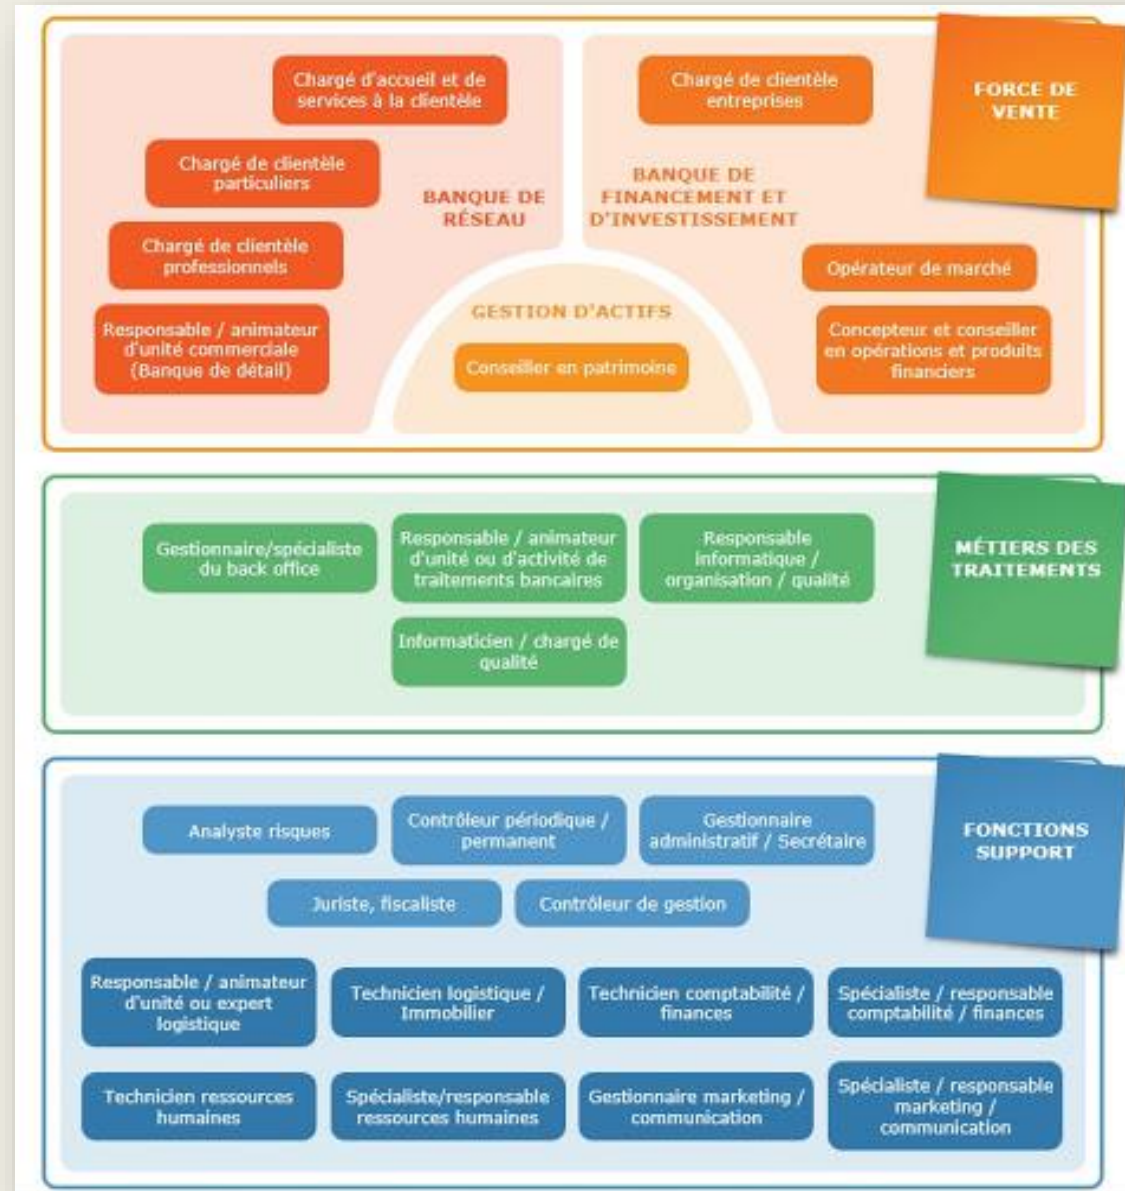 FORCE DE
VENTE
Chargé d'accueil et de
services à la clientèle
Chargé de clientèle
particuliers
BANQUE DE
RÉSEAU
Chargé de clientèle
professionnels
Responsable / animateur
d'unité commerciale
(Banque de détail)
Chargé de clientèle
entreprises
BANQUE DE
FINANCEMENT ET
D'INVESTISSEMENT
Opérateur de marché
Concepteur et conseiller
en opérations et produits
financiers
GESTION D'ACTIFS
Conseiller en patrimoine
MÉTIERS DES
TRAITEMENTS
Gestionnaire/spécialiste
du back office
Responsable / animateur
d'unité ou d'activité de
traitements bancaires
Responsable
informatique /
organisation / qualité
Informaticien / chargé de
qualité
FONCTIONS
SUPPORT
Analyste risques
Contrôleur périodique /
permanent
Gestionnaire
administratif / Secrétaire
Juriste, fiscaliste
Contrôleur de gestion
Responsable / animateur
d'unité ou expert
logistique
Technicien logistique /
Immobilier
Technicien comptabilité /
finances
Spécialiste / responsable
comptabilité / finances
Technicien ressources
humaines
Spécialiste/responsable
ressources humaines
Gestionnaire marketing /
communication
Spécialiste / responsable
marketing /
communication